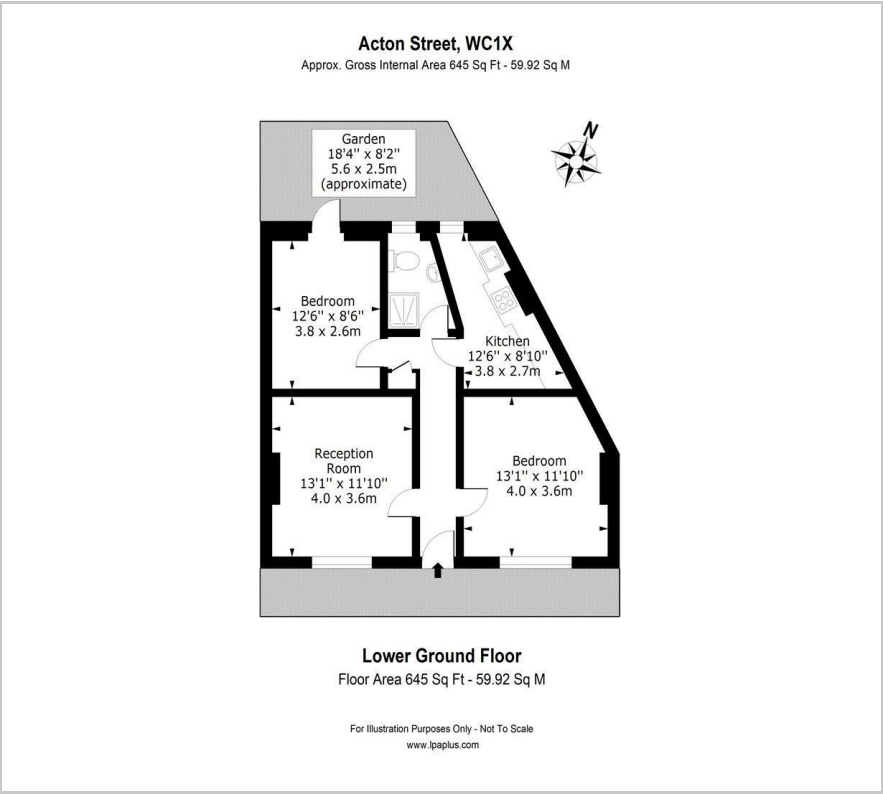 Acton Street, WC1X
Approx. Gross Internal Area 645 Sq Ft - 59.92 Sq M
N
Garden
18'4'' x 8'2''
5.6 x 2.5m
(approximate)
Bedroom
12'6'' x 8'6''
3.8 x 2.6m
Kitchen
12'6'' x 8'10''
3.8 x 2.7m
Reception
Room
13'1'' x 11'10''
4.0 x 3.6m
Bedroom
13'1'' x 11'10''
4.0 x 3.6m
Lower Ground Floor
Floor Area 645 Sq Ft - 59.92 Sq M
For Illustration Purposes Only - Not To Scale
www.lpaplus.com